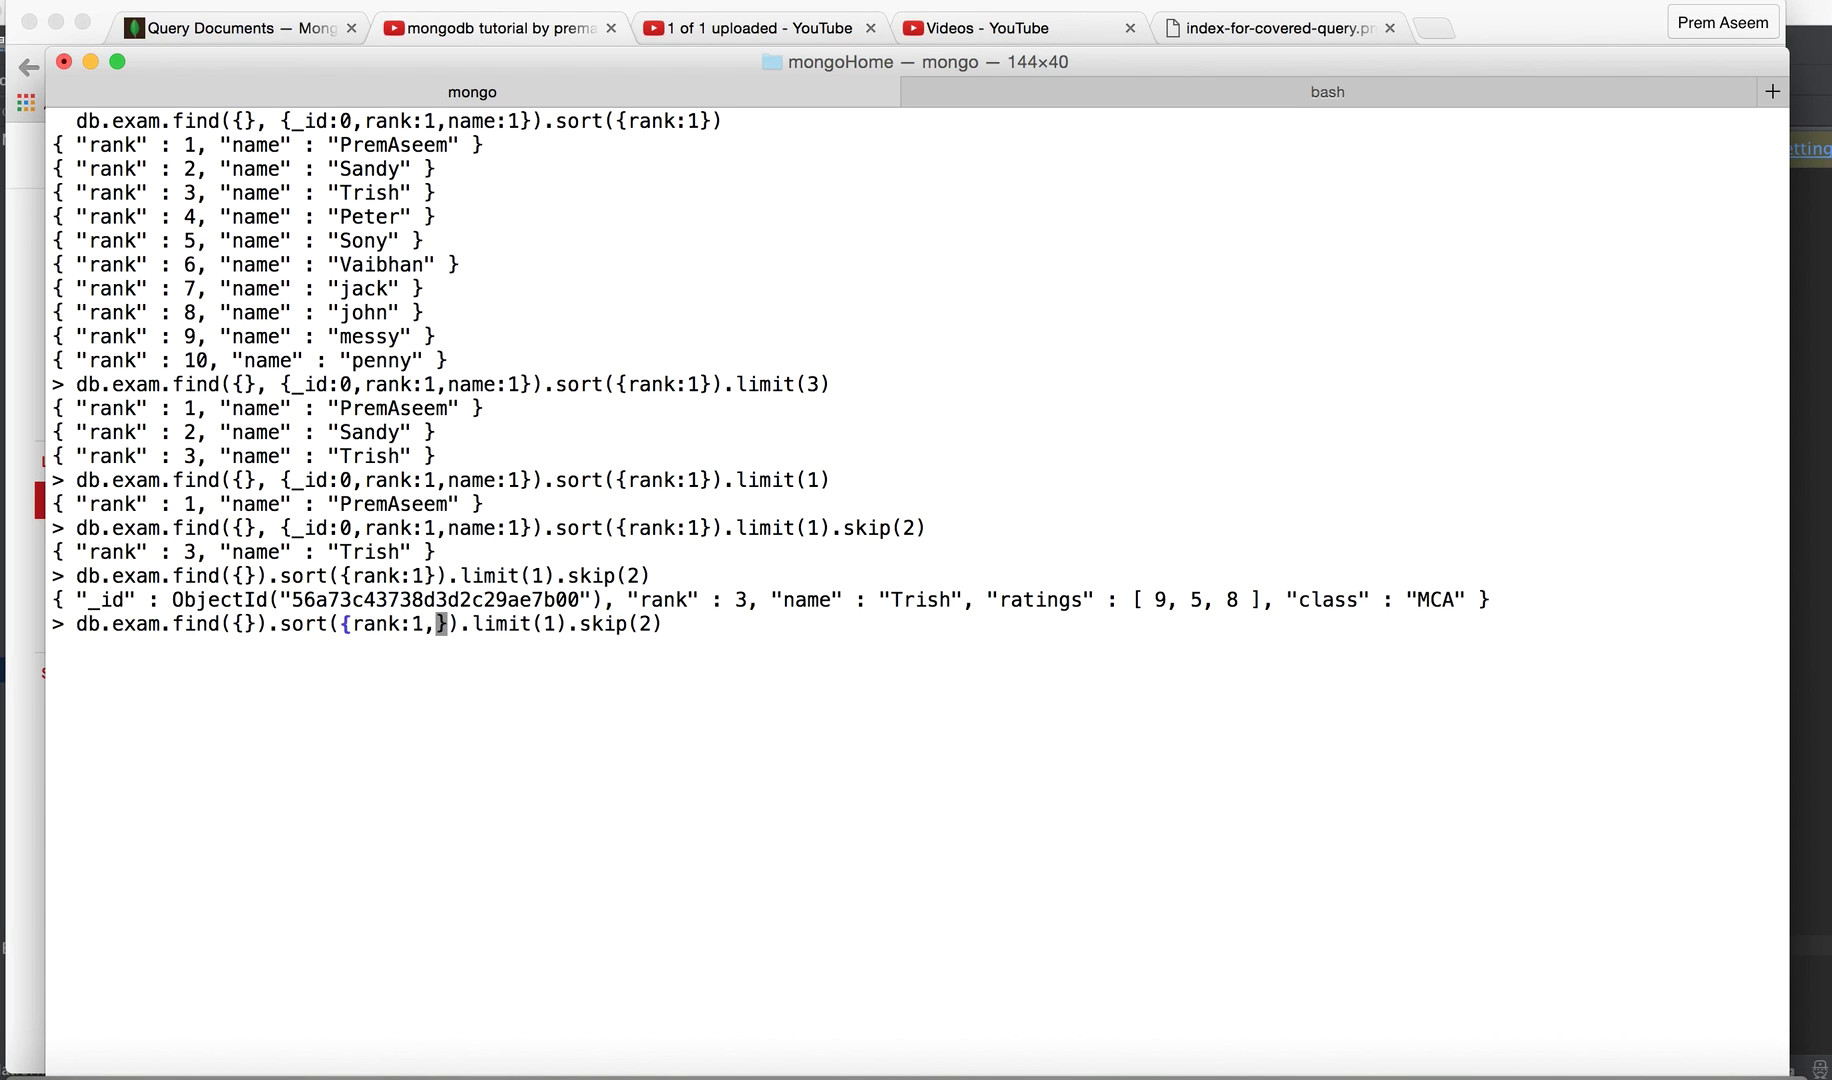 Query Documents — Mong
mongodb tutorial by prema
1 of 1 uploaded - YouTube
Videos - YouTube
index-for-covered-query.pn
Prem Aseem
mongoHome — mongo — 144×40
mongo
bash
db.exam.find({}, {_id:0,rank:1,name:1}).sort({rank:1})
{ "rank" : 1, "name" : "PremAseem" }
{ "rank" : 2, "name" : "Sandy" }
{ "rank" : 3, "name" : "Trish" }
{ "rank" : 4, "name" : "Peter" }
{ "rank" : 5, "name" : "Sony" }
{ "rank" : 6, "name" : "Vaibhan" }
{ "rank" : 7, "name" : "jack" }
{ "rank" : 8, "name" : "john" }
{ "rank" : 9, "name" : "messy" }
{ "rank" : 10, "name" : "penny" }
> db.exam.find({}, {_id:0,rank:1,name:1}).sort({rank:1}).limit(3)
{ "rank" : 1, "name" : "PremAseem" }
{ "rank" : 2, "name" : "Sandy" }
{ "rank" : 3, "name" : "Trish" }
> db.exam.find({}, {_id:0,rank:1,name:1}).sort({rank:1}).limit(1)
{ "rank" : 1, "name" : "PremAseem" }
> db.exam.find({}, {_id:0,rank:1,name:1}).sort({rank:1}).limit(1).skip(2)
{ "rank" : 3, "name" : "Trish" }
> db.exam.find({}).sort({rank:1}).limit(1).skip(2)
{ "_id" : ObjectId("56a73c43738d3d2c29ae7b00"), "rank" : 3, "name" : "Trish", "ratings" : [ 9, 5, 8 ], "class" : "MCA" }
> db.exam.find({}).sort({rank:1,}).limit(1).skip(2)
etting